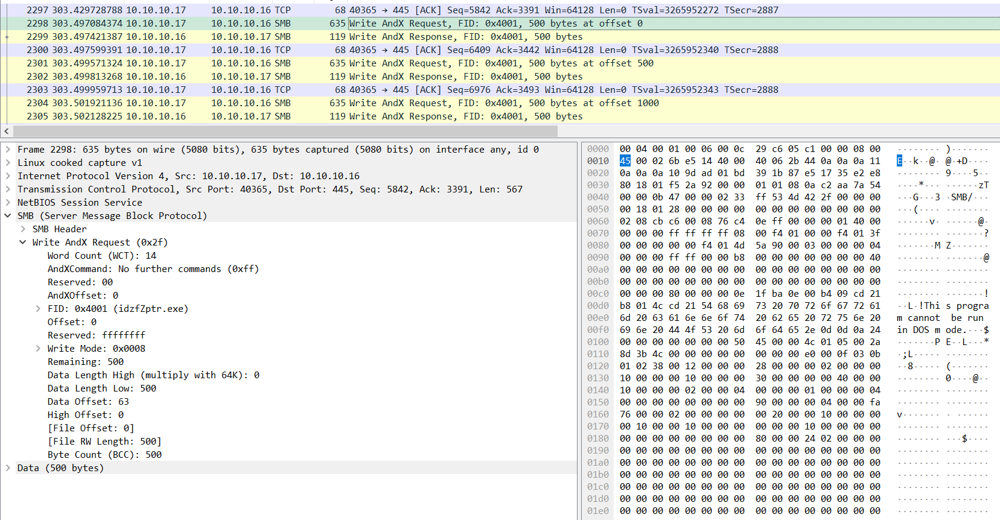 2297 303.429728788 10.10.10.17 10.10.10.16 TCP 68 40365 → 445 [ACK] Seq=5842 Ack=3391 Win=64128 Len=0 TSval=3265952272 TSecr=2887
2298 303.497084374 10.10.10.17 10.10.10.16 SMB 635 Write AndX Request, FID: 0x4001, 500 bytes at offset 0
2299 303.497421387 10.10.10.16 10.10.10.17 SMB 119 Write AndX Response, FID: 0x4001, 500 bytes
2300 303.497599391 10.10.10.17 10.10.10.16 TCP 68 40365 → 445 [ACK] Seq=6409 Ack=3442 Win=64128 Len=0 TSval=3265952340 TSecr=2888
2301 303.499571324 10.10.10.17 10.10.10.16 SMB 635 Write AndX Request, FID: 0x4001, 500 bytes at offset 500
2302 303.499813268 10.10.10.16 10.10.10.17 SMB 119 Write AndX Response, FID: 0x4001, 500 bytes
2303 303.499959713 10.10.10.17 10.10.10.16 TCP 68 40365 → 445 [ACK] Seq=6976 Ack=3493 Win=64128 Len=0 TSval=3265952343 TSecr=2888
2304 303.501921136 10.10.10.17 10.10.10.16 SMB 635 Write AndX Request, FID: 0x4001, 500 bytes at offset 1000
2305 303.502128225 10.10.10.16 10.10.10.17 SMB 119 Write AndX Response, FID: 0x4001, 500 bytes
Frame 2298: 635 bytes on wire (5080 bits), 635 bytes captured (5080 bits) on interface any, id 0
Linux cooked capture v1
Internet Protocol Version 4, Src: 10.10.10.17, Dst: 10.10.10.16
Transmission Control Protocol, Src Port: 40365, Dst Port: 445, Seq: 5842, Ack: 3391, Len: 567
NetBIOS Session Service
SMB (Server Message Block Protocol)
SMB Header
Write AndX Request (0x2f)
Word Count (WCT): 14
AndXCommand: No further commands (0xff)
Reserved: 00
AndXOffset: 0
FID: 0x4001 (idzfZptr.exe)
Offset: 0
Reserved: ffffffff
Write Mode: 0x0008
Remaining: 500
Data Length High (multiply with 64K): 0
Data Length Low: 500
Data Offset: 63
High Offset: 0
[File Offset: 0]
[File RW Length: 500]
Byte Count (BCC): 500
Data (500 bytes)
0000 00 04 00 01 00 06 00 0c 29 c6 05 c1 00 00 08 00 ········ )·······
0010 45 00 02 6b e5 14 40 00 40 06 2b 44 0a 0a 0a 11 E··k··@· @·+D····
0020 0a 0a 0a 10 9d ad 01 bd 39 1b 87 e5 17 35 e2 e8 ········ 9····5··
0030 80 18 01 f5 2a 92 00 00 01 01 08 0a c2 aa 7a 54 ····*··· ······zT
0040 00 00 0b 47 00 00 02 33 ff 53 4d 42 2f 00 00 00 ···G···3 ·SMB/···
0050 00 18 01 28 00 00 00 00 00 00 00 00 00 00 00 00 ···(···· ········
0060 02 08 cb c6 00 08 76 c4 0e ff 00 00 00 01 40 00 ······v· ······@·
0070 00 00 00 ff ff ff ff 08 00 f4 01 00 00 f4 01 3f ········ ·······?
0080 00 00 00 00 00 f4 01 4d 5a 90 00 03 00 00 00 04 ·······M Z·······
0090 00 00 00 ff ff 00 00 b8 00 00 00 00 00 00 00 40 ········ ·······@
00a0 00 00 00 00 00 00 00 00 00 00 00 00 00 00 00 00 ········ ········
00b0 00 00 00 00 00 00 00 00 00 00 00 00 00 00 00 00 ········ ········
00c0 00 00 00 80 00 00 00 0e 1f ba 0e 00 b4 09 cd 21 ········ ·······!
00d0 b8 01 4c cd 21 54 68 69 73 20 70 72 6f 67 72 61 ··L·!Thi s progra
00e0 6d 20 63 61 6e 6e 6f 74 20 62 65 20 72 75 6e 20 m cannot be run
00f0 69 6e 20 44 4f 53 20 6d 6f 64 65 2e 0d 0d 0a 24 in DOS m ode.···$
0100 00 00 00 00 00 00 00 50 45 00 00 4c 01 05 00 2a ·······P E··L···*
0110 8d 3b 4c 00 00 00 00 00 00 00 00 e0 00 0f 03 0b ·;L····· ········
0120 01 02 38 00 12 00 00 00 28 00 00 00 02 00 00 00 ··8····· (·······
0130 10 00 00 00 10 00 00 00 30 00 00 00 00 40 00 00 ········ 0····@··
0140 10 00 00 00 02 00 00 04 00 00 00 01 00 00 00 04 ········ ········
0150 00 00 00 00 00 00 00 00 90 00 00 00 04 00 00 fa ········ ········
0160 76 00 00 02 00 00 00 00 00 20 00 00 10 00 00 00 v······· · ······
0170 00 10 00 00 10 00 00 00 00 00 00 10 00 00 00 00 ········ ········
0180 00 00 00 00 00 00 00 00 80 00 00 24 02 00 00 00 ········ ···$····
0190 00 00 00 00 00 00 00 00 00 00 00 00 00 00 00 00 ········ ········
01a0 00 00 00 00 00 00 00 00 00 00 00 00 00 00 00 00 ········ ········
01b0 00 00 00 00 00 00 00 00 00 00 00 00 00 00 00 00 ········ ········
01c0 00 00 00 00 00 00 00 00 00 00 00 00 00 00 00 00 ········ ········
01d0 00 00 00 00 00 00 00 00 00 00 00 00 00 00 00 00 ········ ········
01e0 00 00 00 00 00 00 00 00 00 00 00 00 00 00 00 00 ········ ········